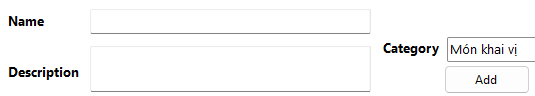 Name
Description
Category
Món khai vị
Add